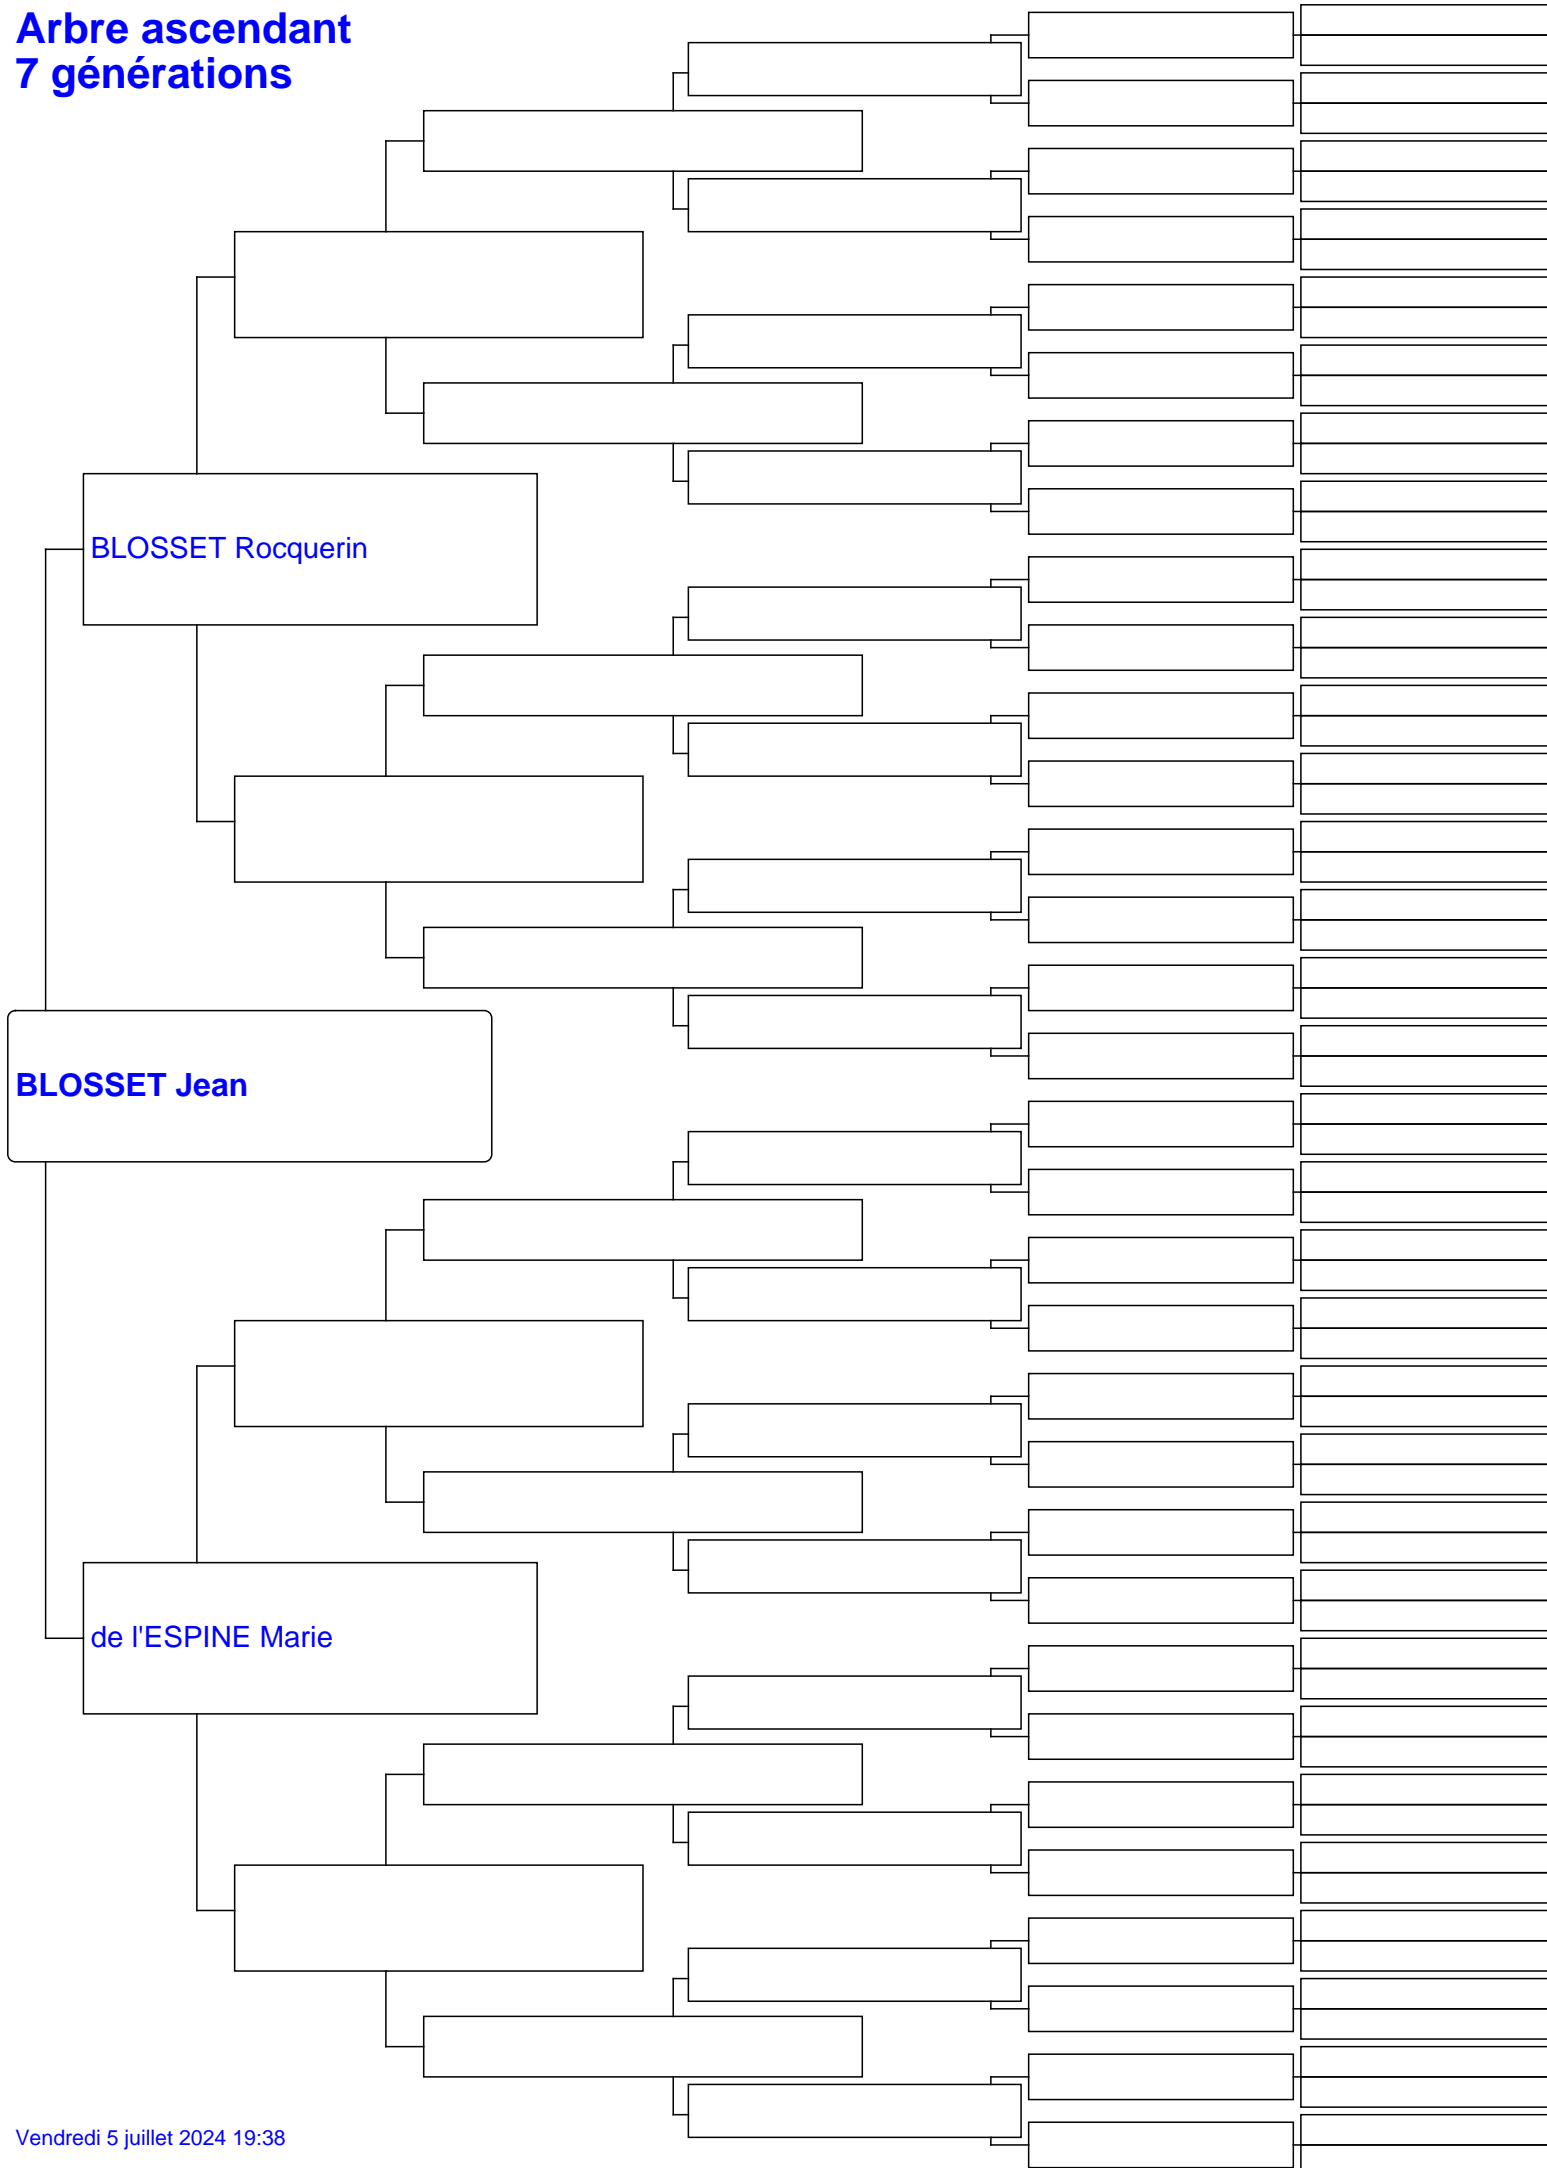 Arbre ascendant
7 générations
BLOSSET Rocquerin
BLOSSET Jean
de l'ESPINE Marie
Vendredi 5 juillet 2024 19:38